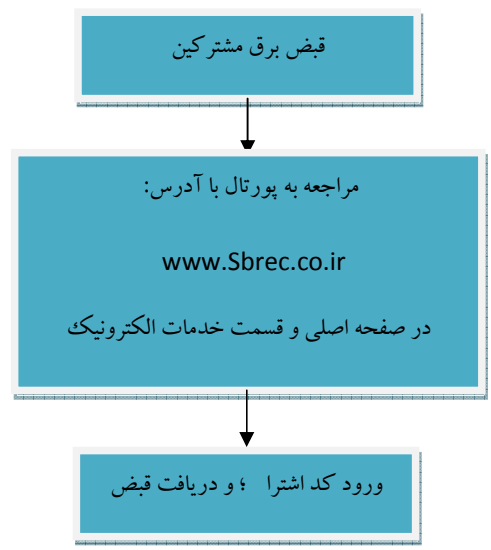 قبض برق مشترکین
مراجعه به پورتال با آدرس:
www.Sbrec.co.ir
در صفحه اصلی و قسمت خدمات الکترونیک
ورود کد اشترا ؛ و دریافت قبض